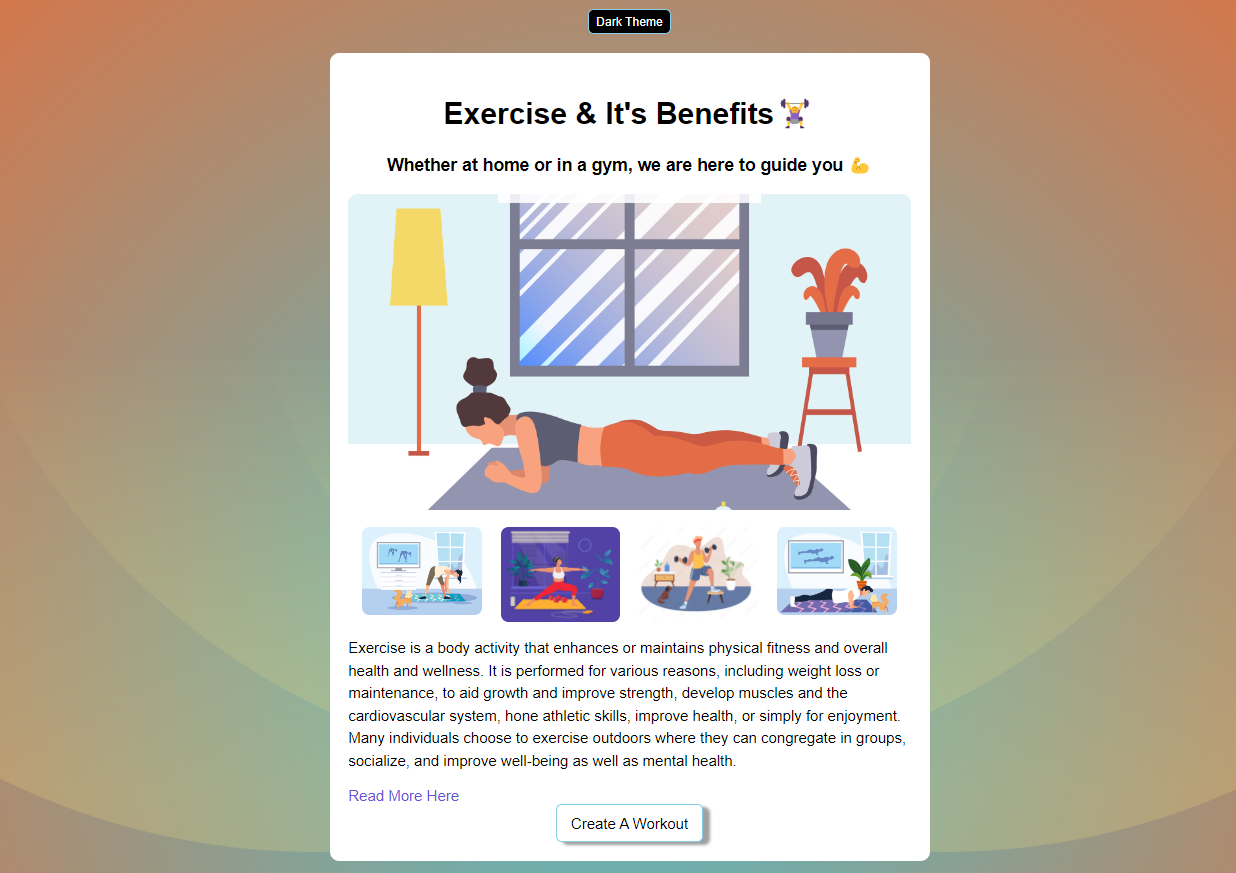 Dark Theme
Exercise & It's Benefits🏋️‍♀️
Whether at home or in a gym, we are here to guide you 💪
Exercise is a body activity that enhances or maintains physical fitness and overall
health and wellness. It is performed for various reasons, including weight loss or
maintenance, to aid growth and improve strength, develop muscles and the
cardiovascular system, hone athletic skills, improve health, or simply for enjoyment.
Many individuals choose to exercise outdoors where they can congregate in groups,
socialize, and improve well-being as well as mental health.
Read More Here
Create A Workout